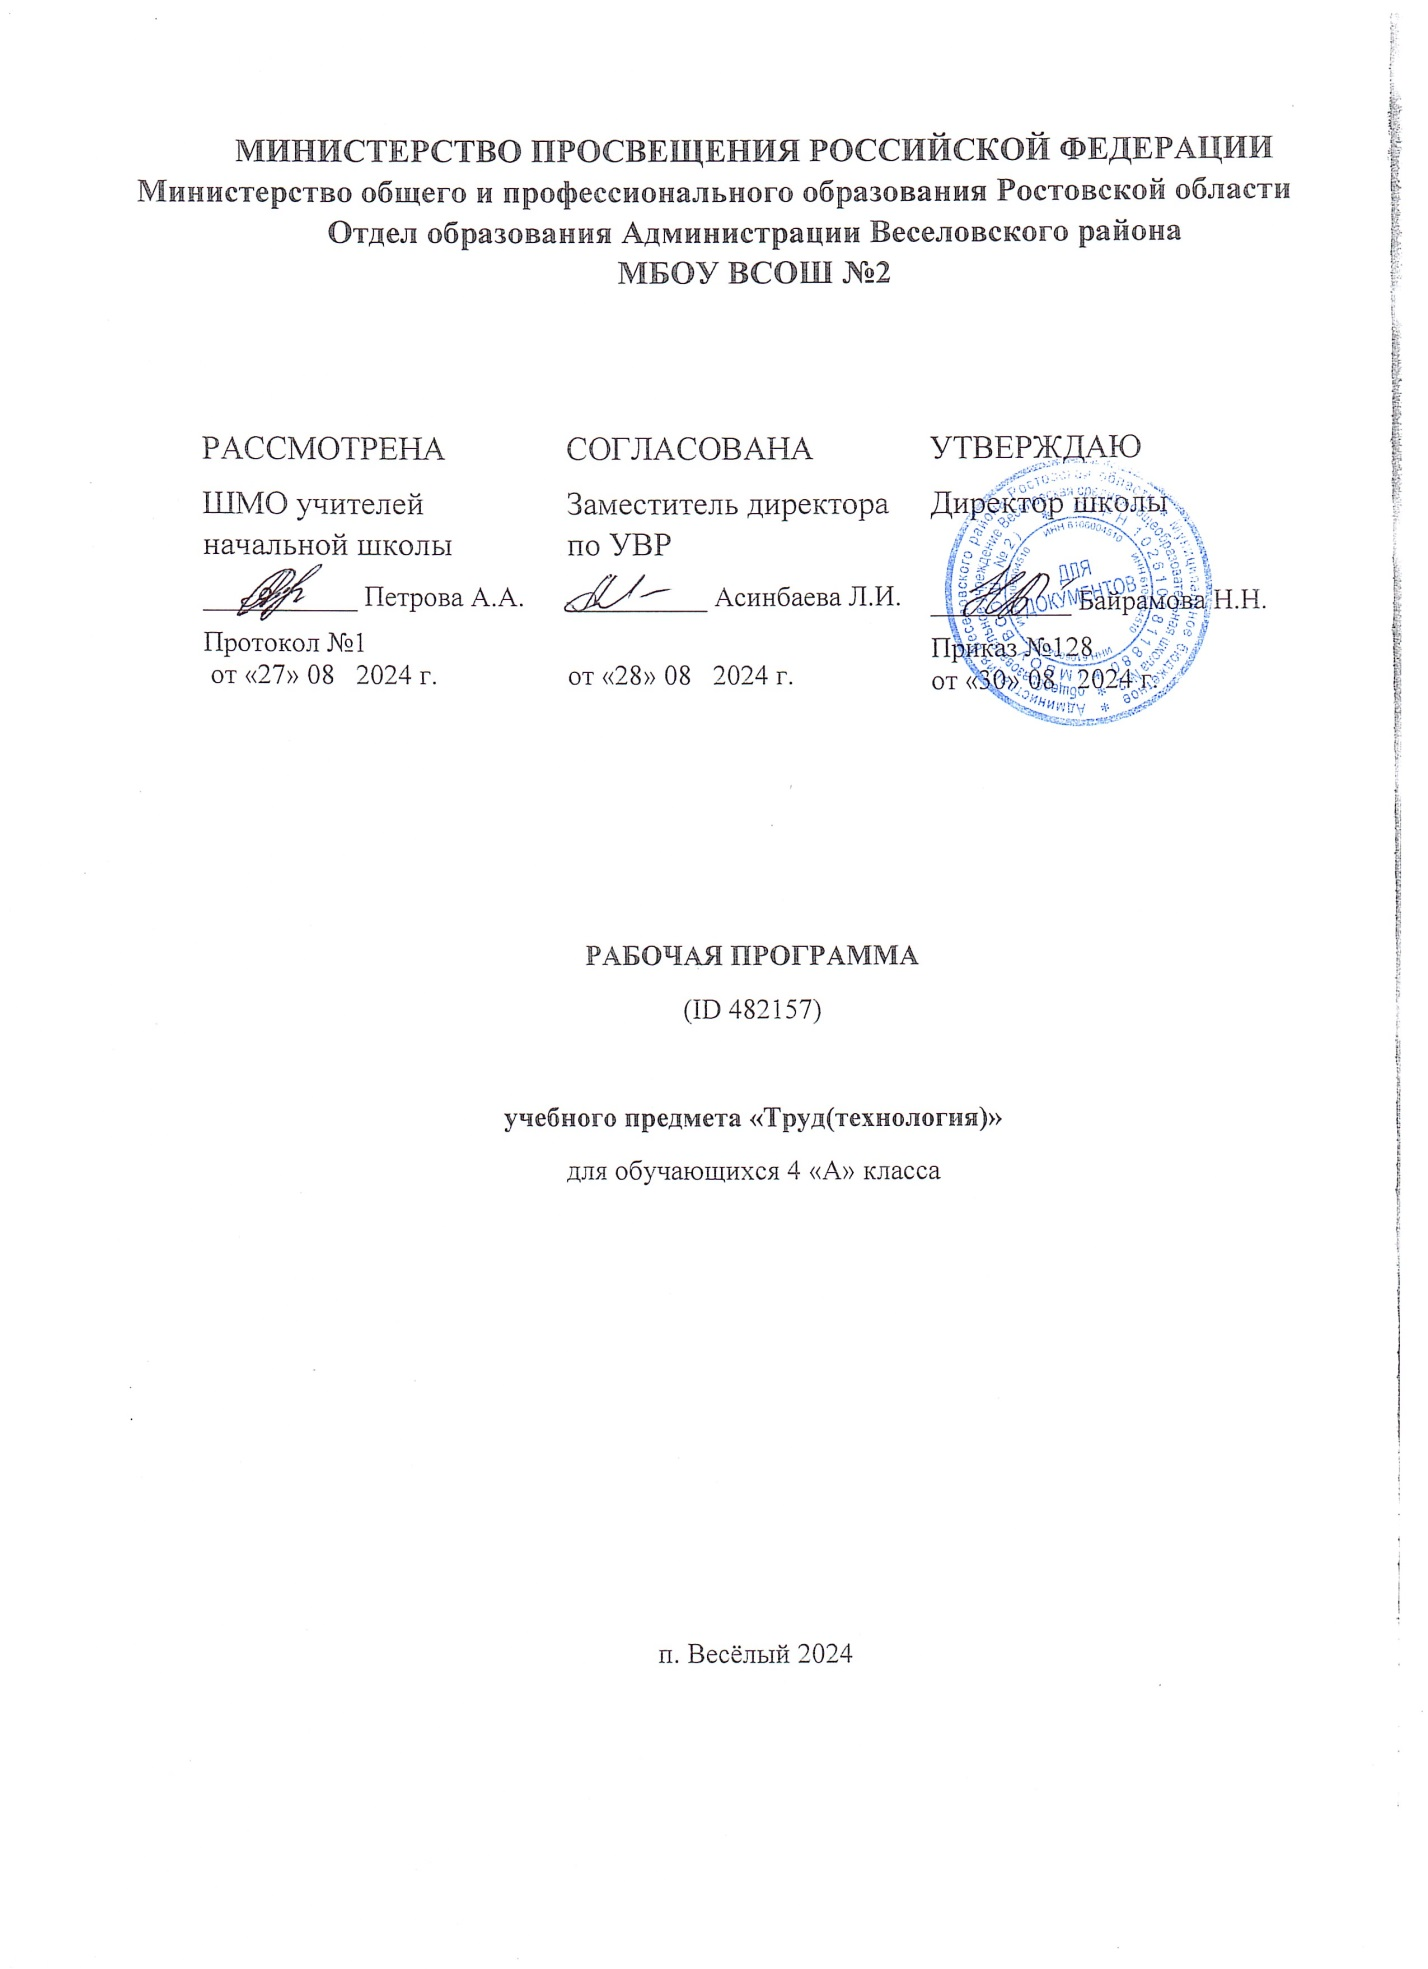 МИНИСТЕРСТВО ПРОСВЕЩЕНИЯ РОССИЙСКОЙ ФЕДЕРАЦИИ
Министерство общего и профессионального образования Ростовской области
Отдел образования Администрации Веселовского района
МБОУ ВСОШ №2
РАССМОТРЕНА
ШМО учителей
начальной школы
Петрова А.А.
Протокол №1
от «27» 08 2024 г.
СОГЛАСОВАНА
Заместитель директора
по УВР
Асинбаева Л.И.
от «28» 08 2024 г.
УТВЕРЖДАЮ
Директор школы
Байрамова Н.Н.
Приказ №128
от «30» 08 2024 г.
ДЛЯ
ДОКУМЕНТОВ
РАБОЧАЯ ПРОГРАММА
(ID 482157)
учебного предмета «Труд(технология)»
для обучающихся 4 «А» класса
п. Весёлый 2024